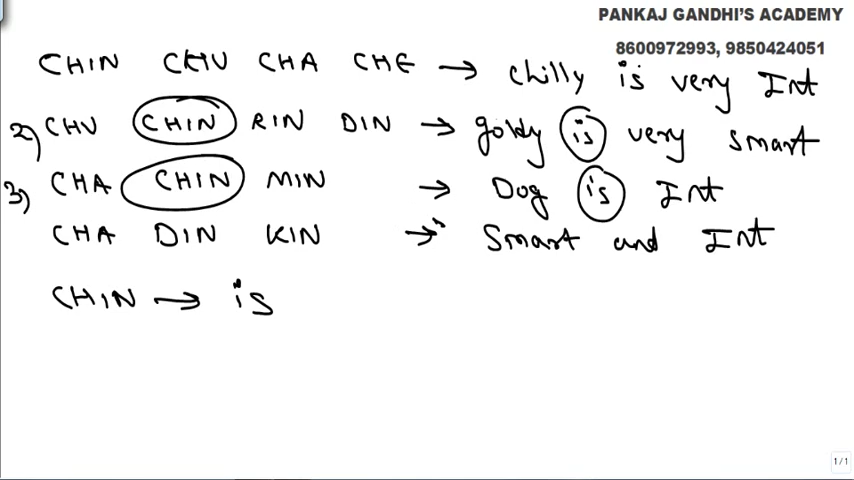 PANKAJ GANDHI'S ACADEMY
8600972993, 9850424051
CHIN CHU CHA CHE → chilly is very Int
2) CHU CHIN RIN DIN → goldy is very smart
3) CHA CHIN MIN → Dog is Int
CHA DIN KIN → Smart and Int
CHIN → is
1/1